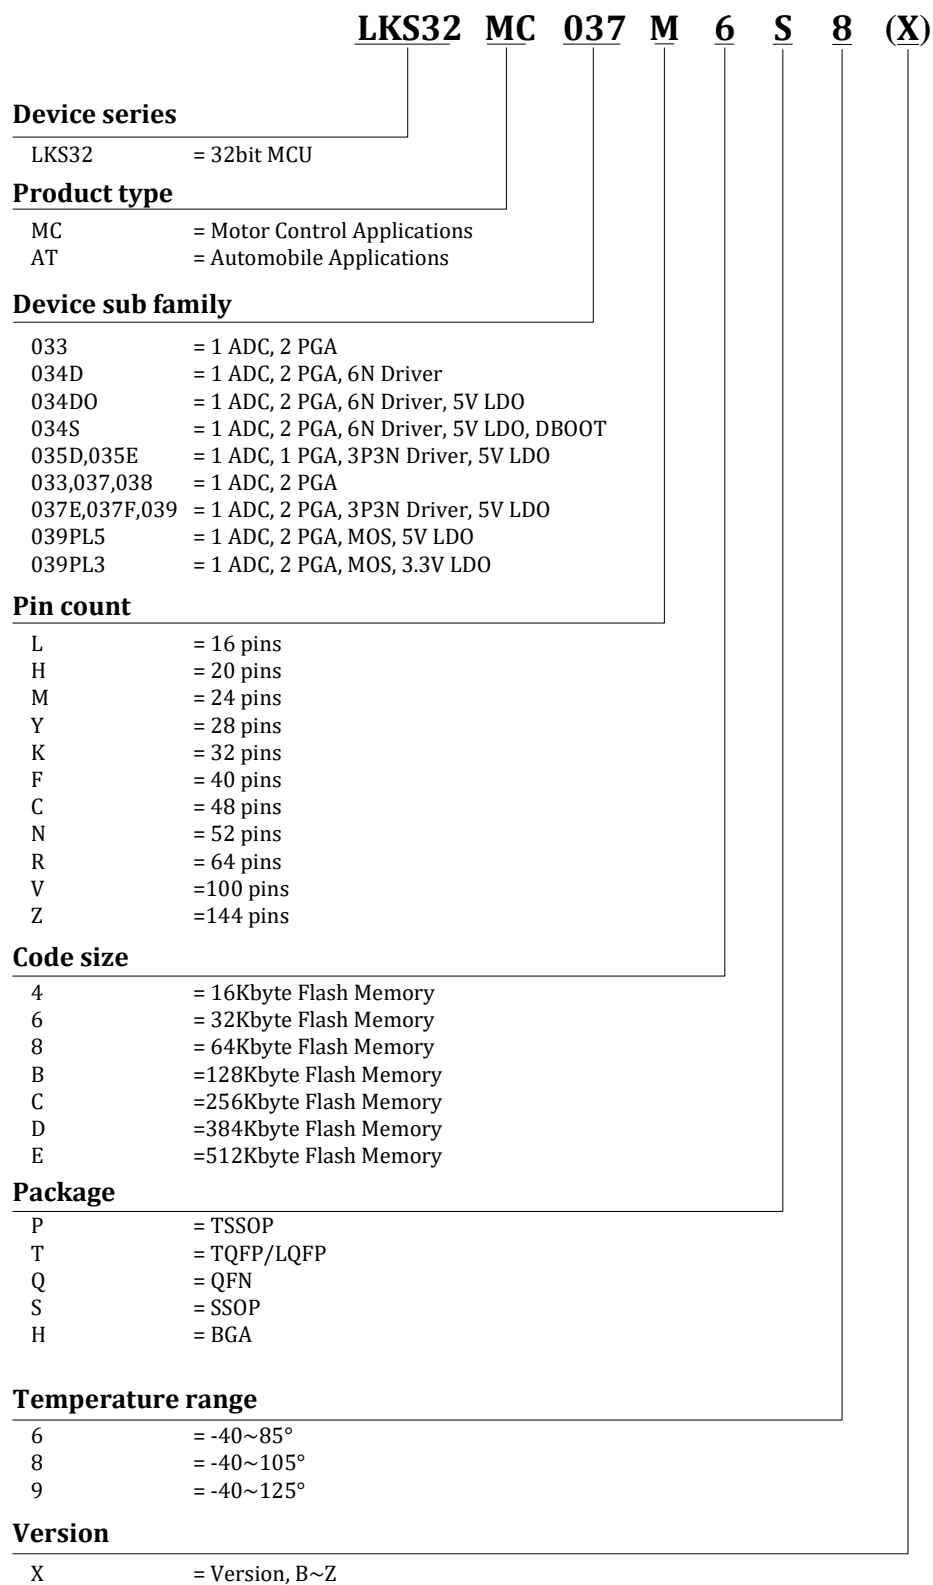 LKS32 MC 037 M 6 S 8 (X)
Device series
LKS32 = 32bit MCU
Product type
MC = Motor Control Applications
AT = Automobile Applications
Device sub family
033 = 1 ADC, 2 PGA
034D = 1 ADC, 2 PGA, 6N Driver
034DO = 1 ADC, 2 PGA, 6N Driver, 5V LDO
034S = 1 ADC, 2 PGA, 6N Driver, 5V LDO, DBOOT
035D,035E = 1 ADC, 1 PGA, 3P3N Driver, 5V LDO
033,037,038 = 1 ADC, 2 PGA
037E,037F,039 = 1 ADC, 2 PGA, 3P3N Driver, 5V LDO
039PL5 = 1 ADC, 2 PGA, MOS, 5V LDO
039PL3 = 1 ADC, 2 PGA, MOS, 3.3V LDO
Pin count
L = 16 pins
H = 20 pins
M = 24 pins
Y = 28 pins
K = 32 pins
F = 40 pins
C = 48 pins
N = 52 pins
R = 64 pins
V =100 pins
Z =144 pins
Code size
4 = 16Kbyte Flash Memory
6 = 32Kbyte Flash Memory
8 = 64Kbyte Flash Memory
B =128Kbyte Flash Memory
C =256Kbyte Flash Memory
D =384Kbyte Flash Memory
E =512Kbyte Flash Memory
Package
P = TSSOP
T = TQFP/LQFP
Q = QFN
S = SSOP
H = BGA
Temperature range
6 = -40~85°
8 = -40~105°
9 = -40~125°
Version
X = Version, B~Z